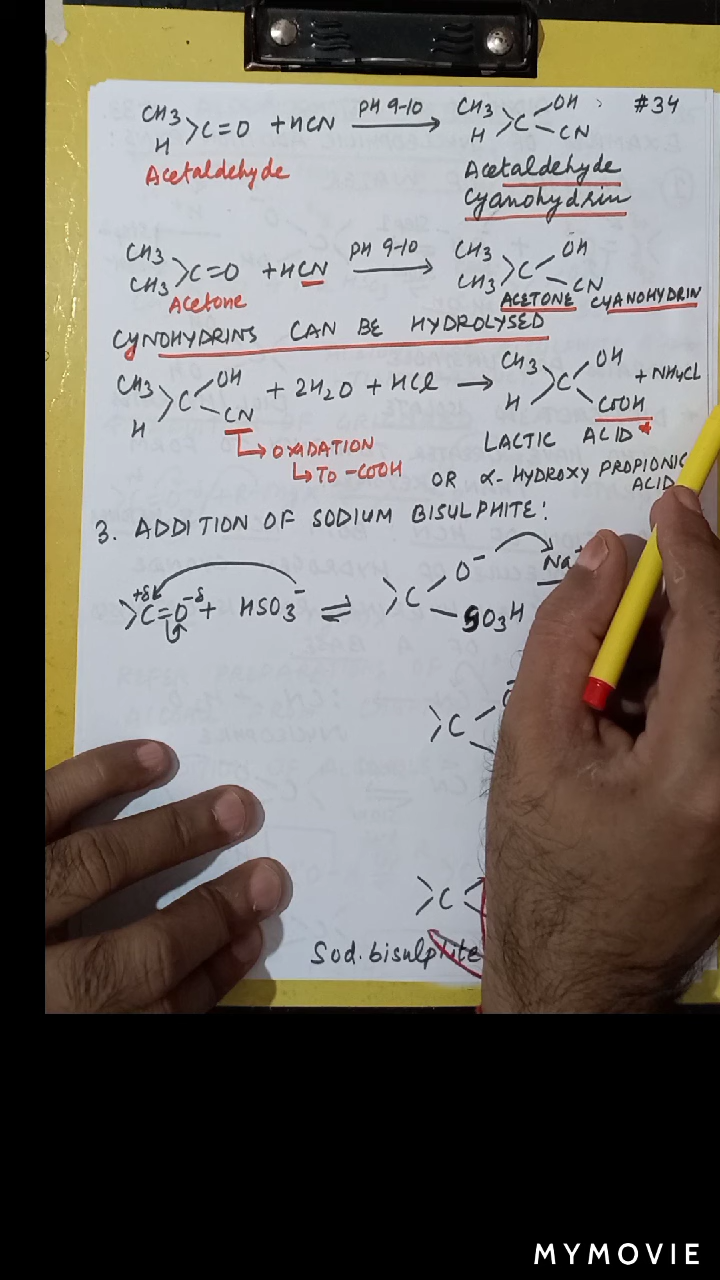 #34
CH3 H >C=O + HCN PH 9-10 → CH3 H >C OH CN
Acetaldehyde Acetaldehyde
Cyanohydrin
CH3 CH3 >C=O + HCN PH 9-10 → CH3 CH3 >C OH CN
Acetone ACETONE CYANOHYDRIN
CYNOHYDRINS CAN BE HYDROLYSED
CH3 H >C OH CN + 2H2O + HCl → CH3 H >C OH COOH + NH4Cl
↳ OXIDATION LACTIC ACID *
↳ To -COOH OR α-HYDROXY PROPIONIC
ACID
3. ADDITION OF SODIUM BISULPHITE:
>C=O +δ -δ + HSO3- ⇌ >C O- SO3H Na+
>C
>C
Sod. bisulphite
MYMOVIE